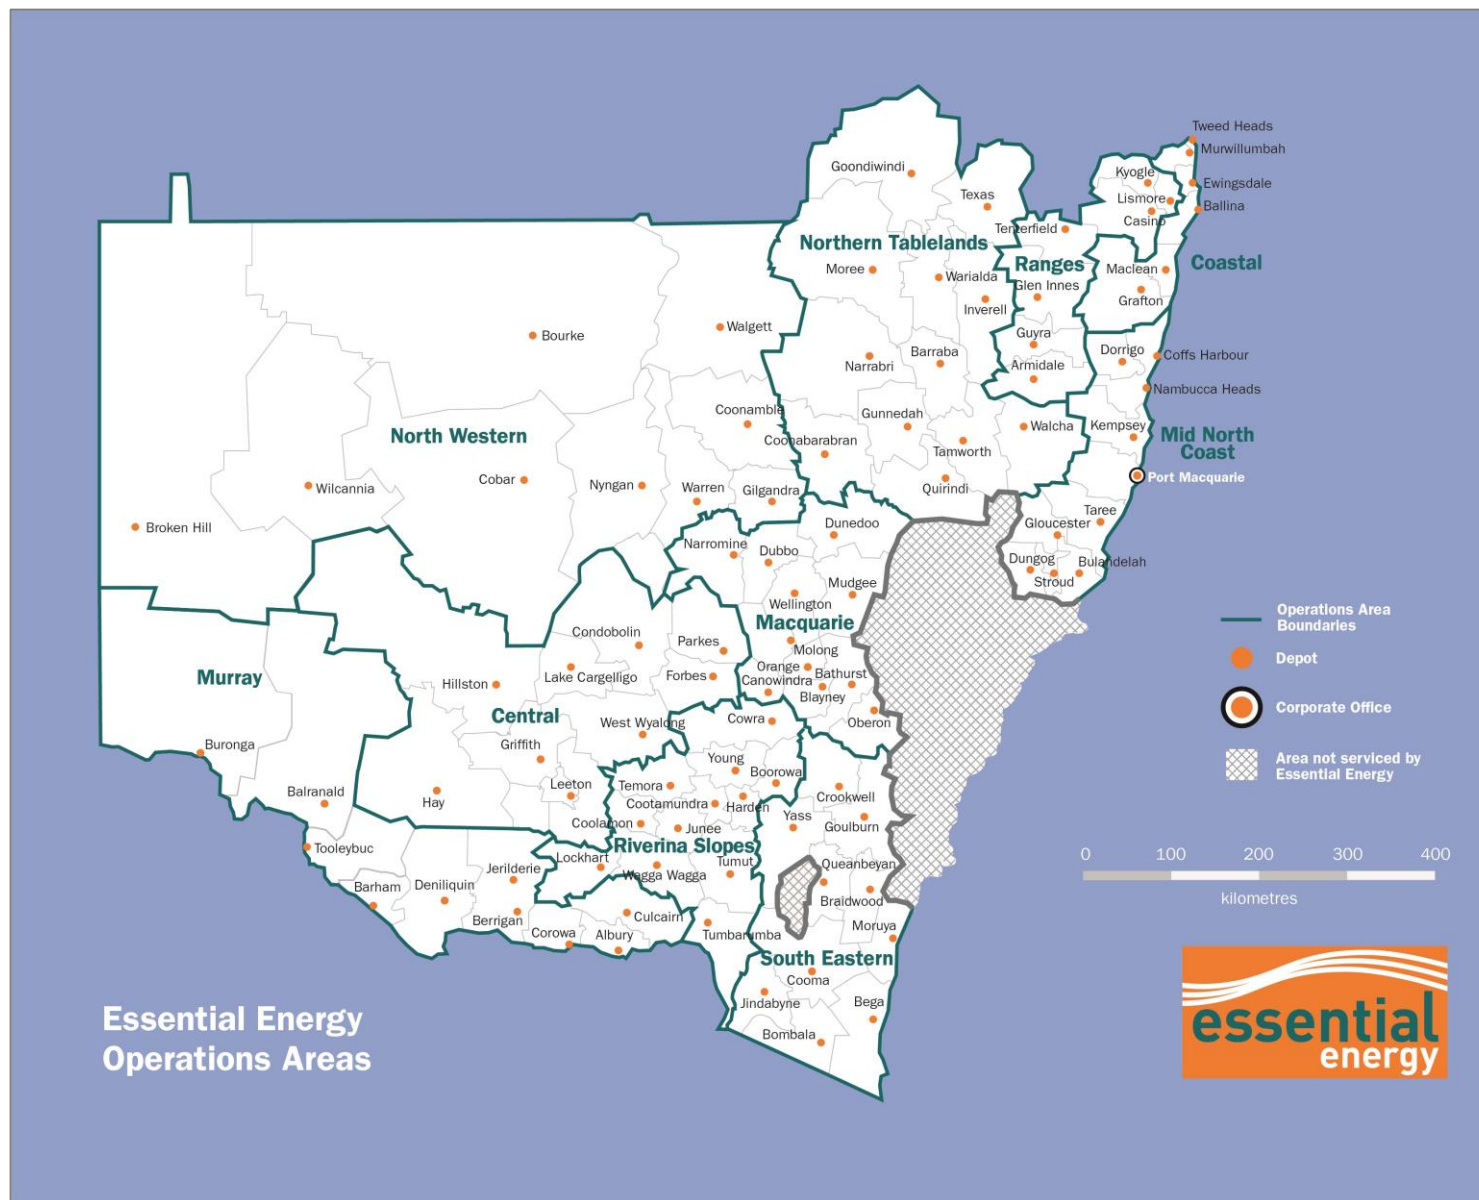 Tweed Heads
Murwillumbah
Goondiwindi
Kyogle
Ewingsdale
Texas
Lismore
Ballina
Casino
Tenterfield
Northern Tablelands
Ranges
Coastal
Moree
Warialda
Maclean
Glen Innes
Grafton
Inverell
Walgett
Bourke
Guyra
Barraba
Dorrigo
Coffs Harbour
Narrabri
Armidale
Nambucca Heads
Coonamble
Gunnedah
Walcha
Kempsey
North Western
Coonabarabran
Mid North
Coast
Tamworth
Cobar
Nyngan
Wilcannia
Warren
Gilgandra
Quirindi
Port Macquarie
Taree
Broken Hill
Dunedoo
Gloucester
Narromine
Dubbo
Dungog
Bulahdelah
Stroud
Mudgee
Wellington
Macquarie
Condobolin
Parkes
Molong
Murray
Hillston
Lake Cargelligo
Forbes
Orange
Canowindra
Bathurst
Blayney
Central
West Wyalong
Cowra
Oberon
Buronga
Griffith
Young
Boorowa
Balranald
Hay
Leeton
Temora
Cootamundra
Harden
Crookwell
Yass
Goulburn
Coolamon
Junee
Tooleybuc
Riverina Slopes
Lockhart
Wagga Wagga
Tumut
Queanbeyan
Jerilderie
Barham
Deniliquin
Braidwood
Berrigan
Culcairn
Corowa
Albury
Tumbarumba
Moruya
South Eastern
Cooma
Jindabyne
Bega
Bombala
Operations Area
Boundaries
Depot
Corporate Office
Area not serviced by
Essential Energy
0 100 200 300 400
kilometres
Essential Energy
Operations Areas
essential
energy